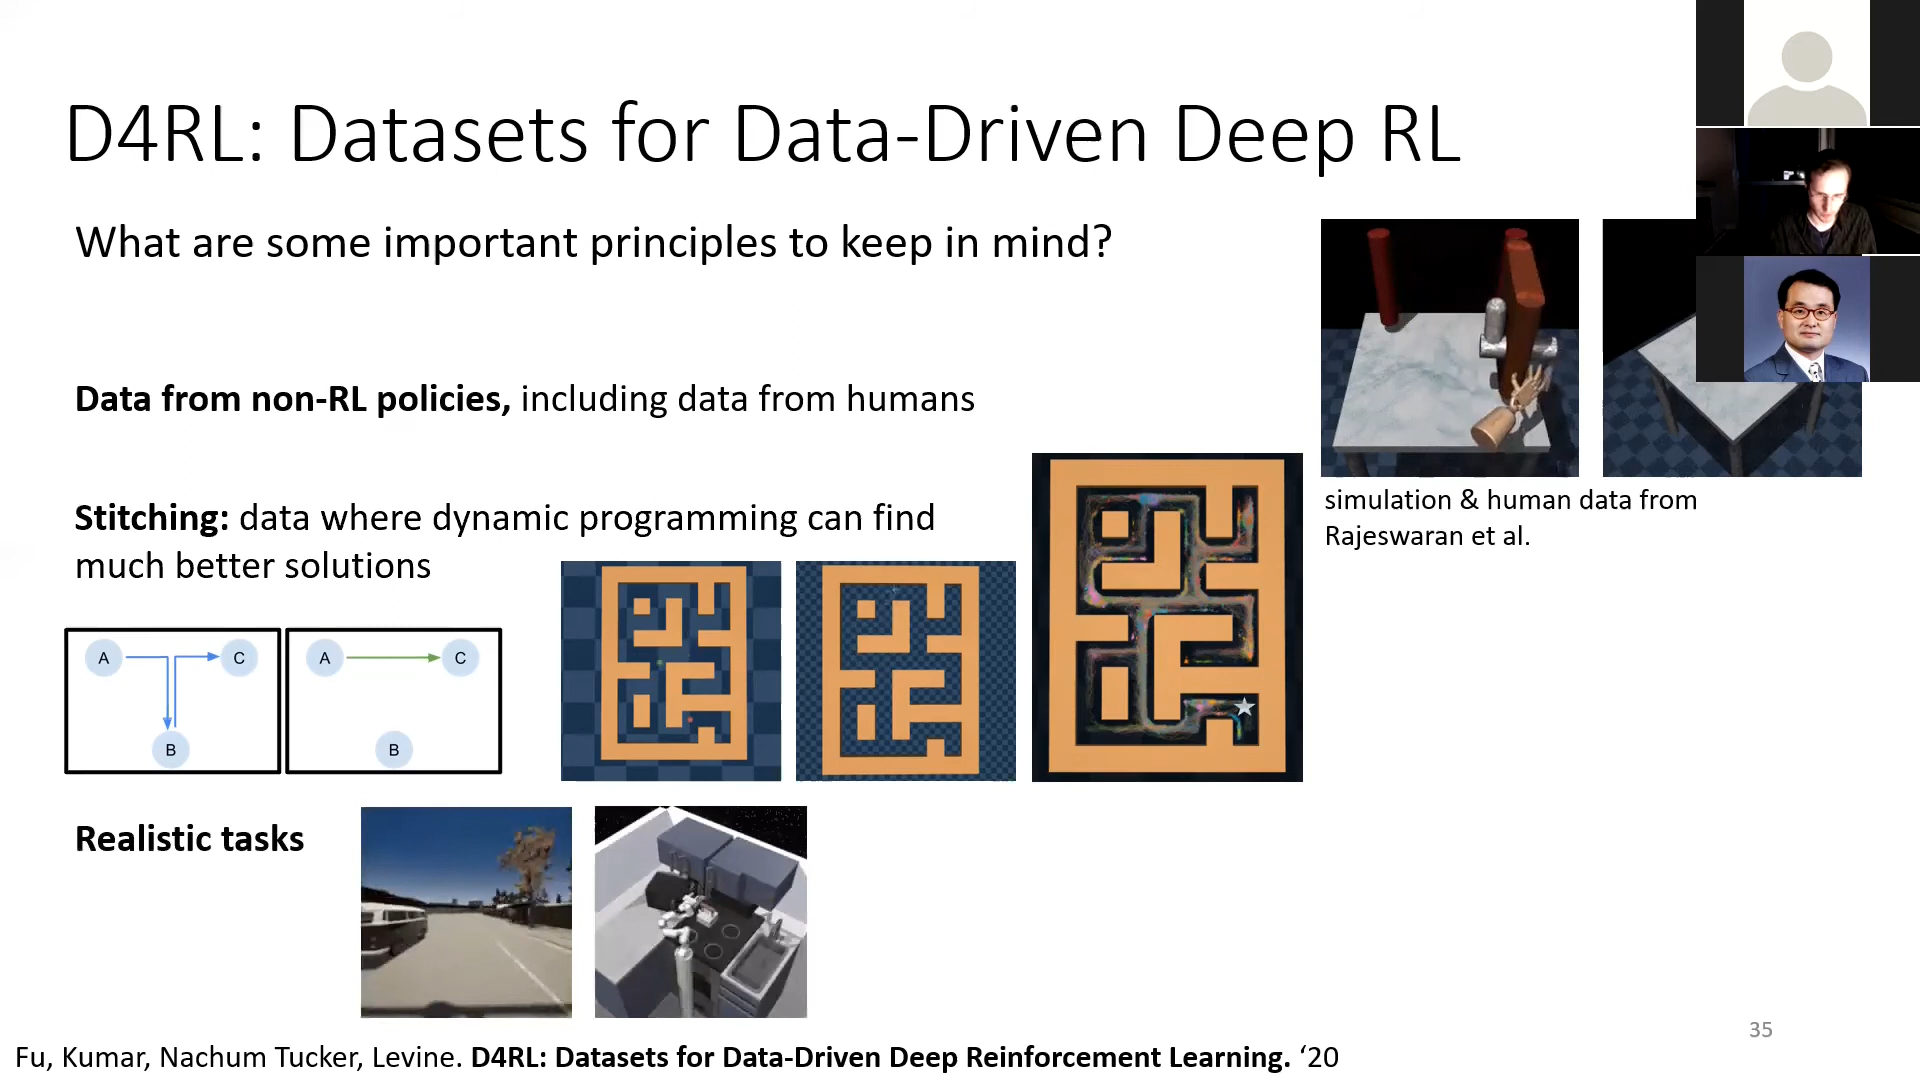 D4RL: Datasets for Data-Driven Deep RL
What are some important principles to keep in mind?
Data from non-RL policies, including data from humans
simulation & human data from
Rajeswaran et al.
Stitching: data where dynamic programming can find
much better solutions
A
C
B
A
C
B
Realistic tasks
35
Fu, Kumar, Nachum Tucker, Levine. D4RL: Datasets for Data-Driven Deep Reinforcement Learning. ‘20